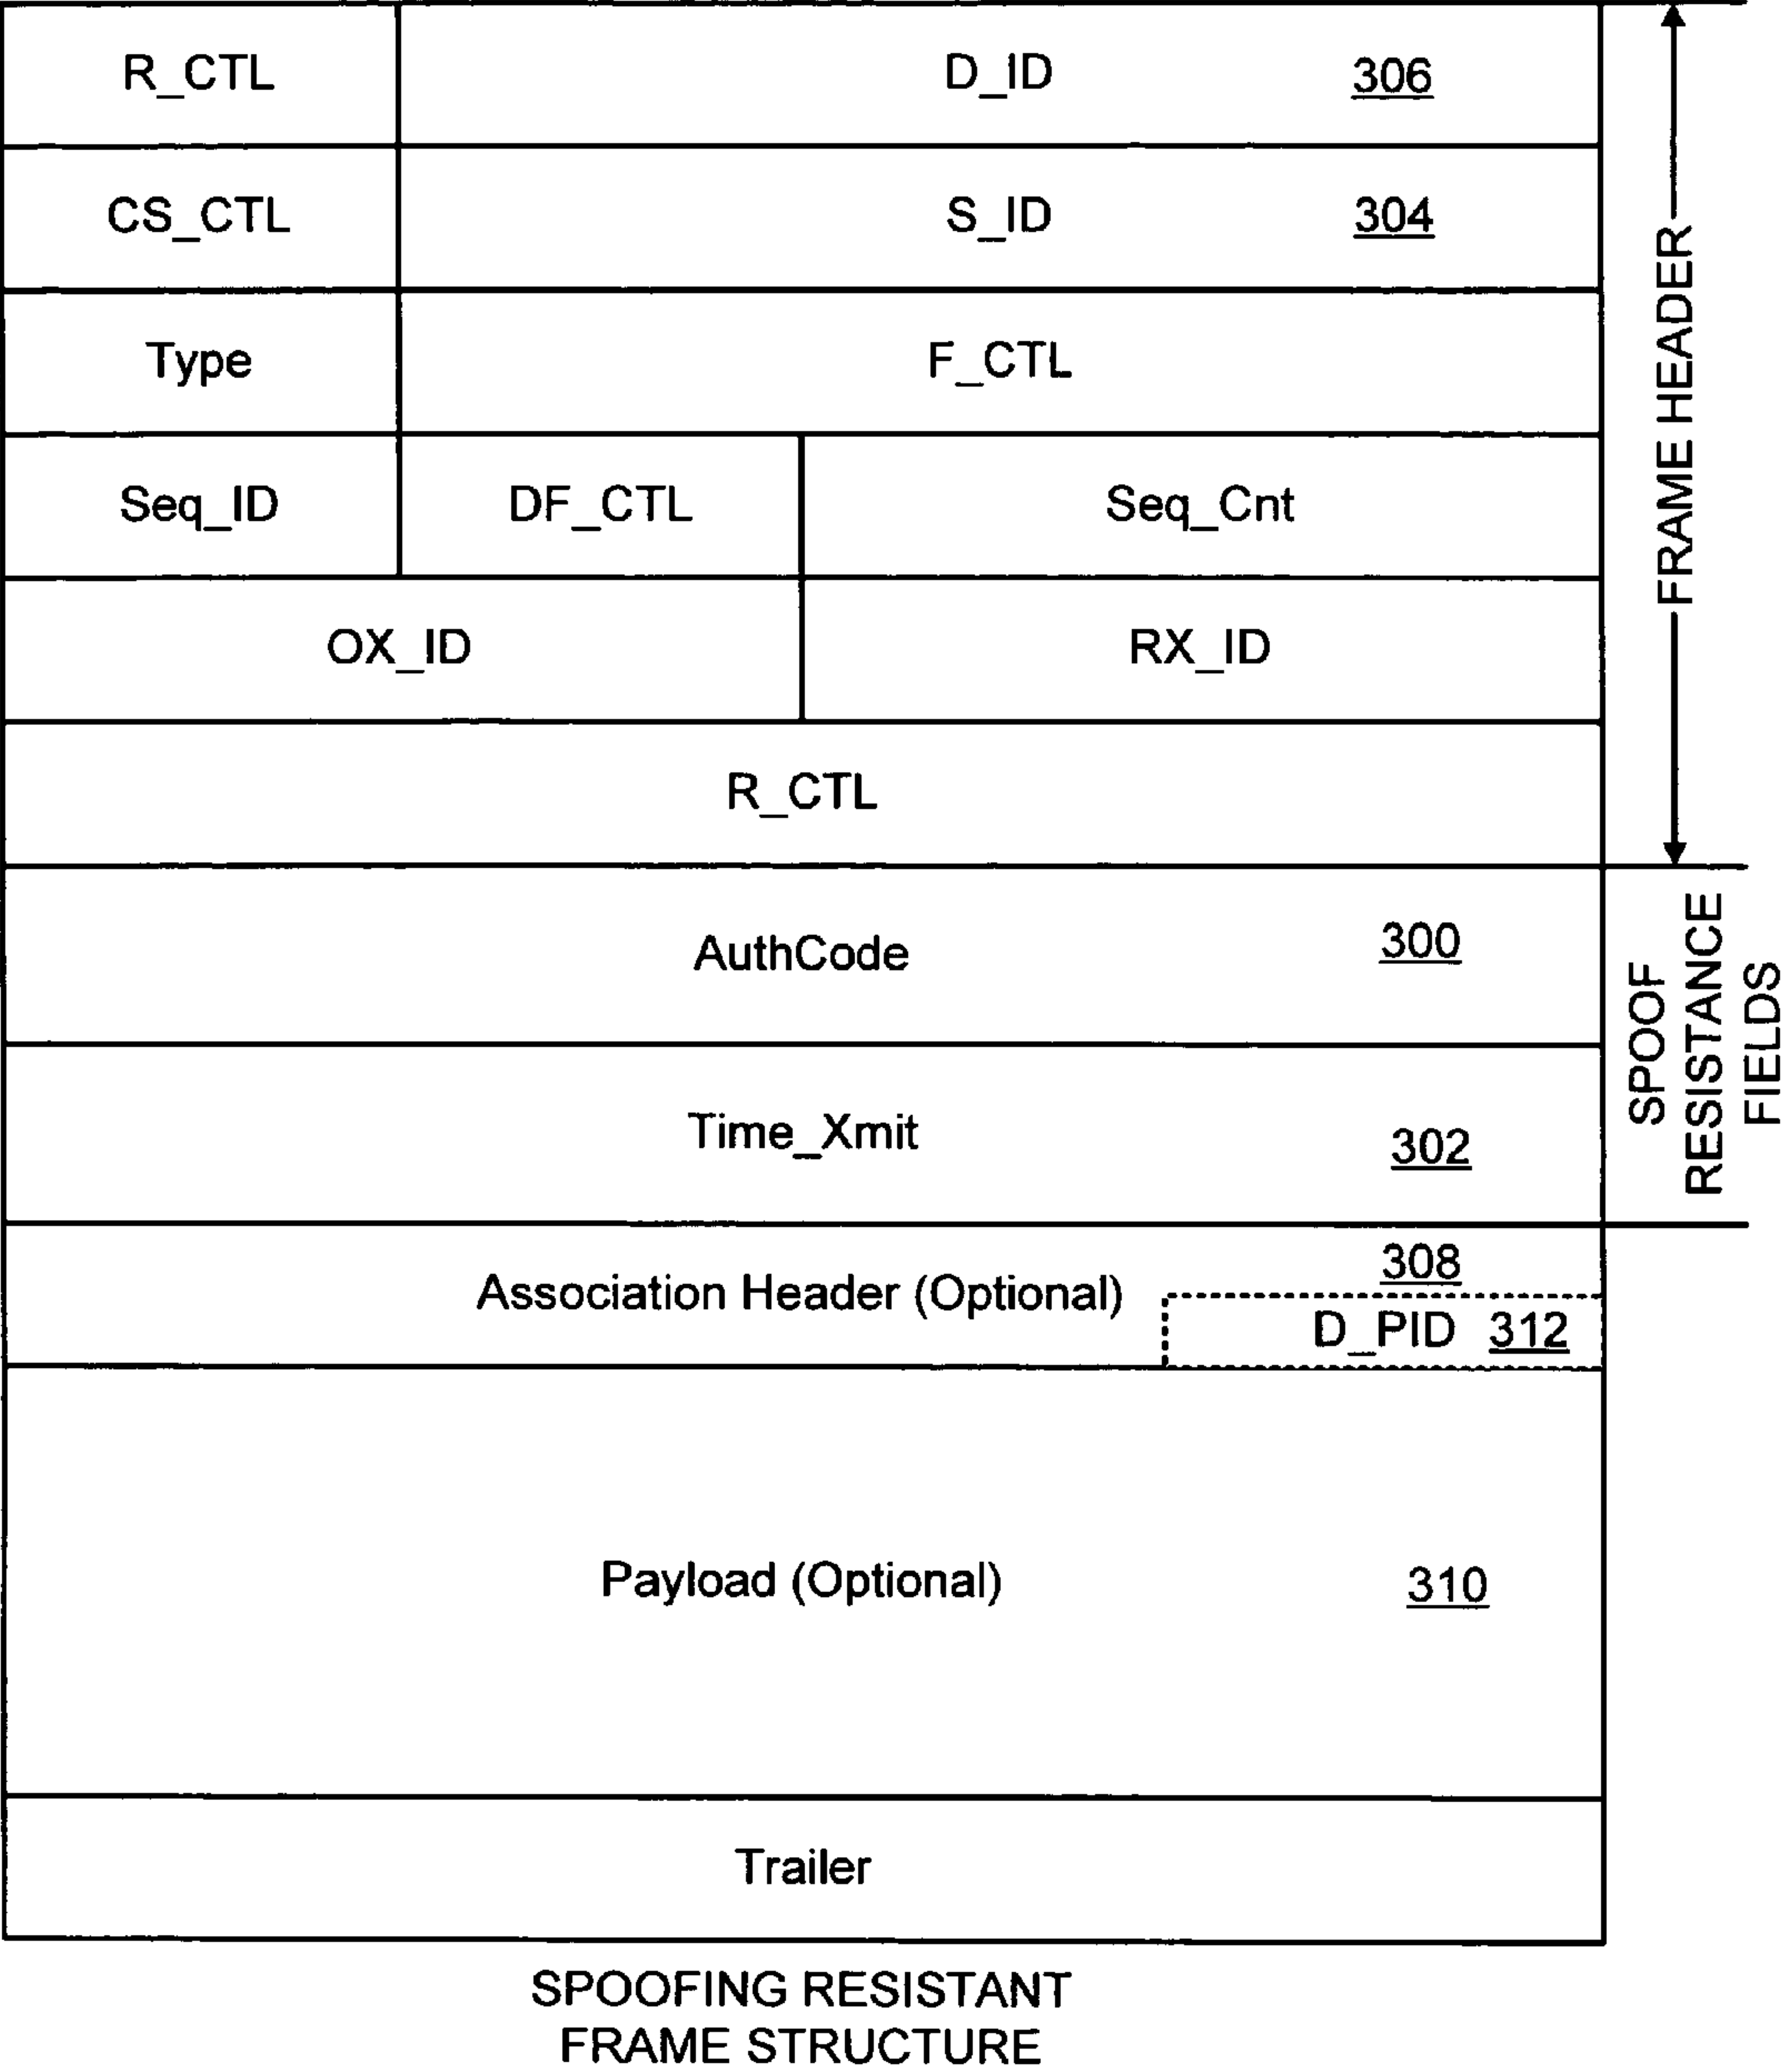 R_CTL
D_ID
306
CS_CTL
S_ID
304
Type
F_CTL
Seq_ID
DF_CTL
Seq_Cnt
OX_ID
RX_ID
R_CTL
FRAME HEADER
AuthCode
300
Time_Xmit
302
SPOOF
RESISTANCE
FIELDS
Association Header (Optional)
308
D_PID 312
Payload (Optional)
310
Trailer
SPOOFING RESISTANT
FRAME STRUCTURE